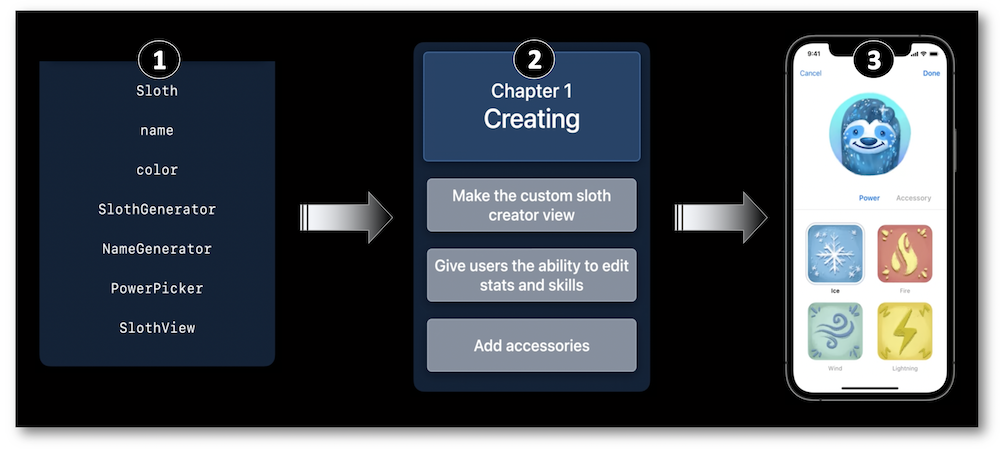 1
Sloth
name
color
SlothGenerator
NameGenerator
PowerPicker
SlothView
2
Chapter 1
Creating
Make the custom sloth
creator view
Give users the ability to edit
stats and skills
Add accessories
3
9:41
Cancel
Done
Power
Accessory
Ice
Fire
Wind
Lightning